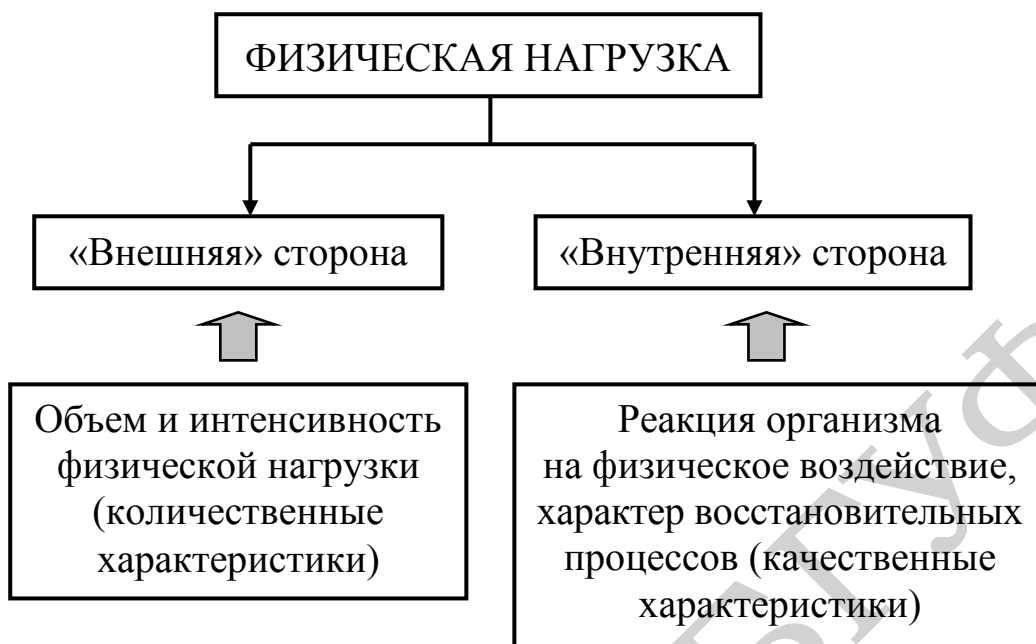 ФИЗИЧЕСКАЯ НАГРУЗКА
«Внешняя» сторона
«Внутренняя» сторона
Объем и интенсивность
физической нагрузки
(количественные
характеристики)
Реакция организма
на физическое воздействие,
характер восстановительных
процессов (качественные
характеристики)